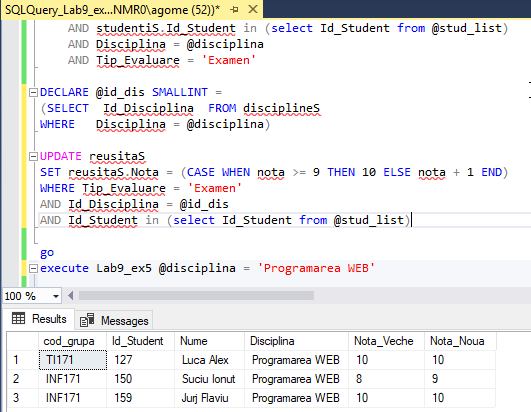 SQLQuery_Lab9_ex...NMR0\agome (52))*
AND studentiS.Id_Student in (select Id_Student from @stud_list)
AND Disciplina = @disciplina
AND Tip_Evaluare = 'Examen'
DECLARE @id_dis SMALLINT =
(SELECT Id_Disciplina FROM disciplineS
WHERE Disciplina = @disciplina)
UPDATE reusitaS
SET reusitaS.Nota = (CASE WHEN nota >= 9 THEN 10 ELSE nota + 1 END)
WHERE Tip_Evaluare = 'Examen'
AND Id_Disciplina = @id_dis
AND Id_Student in (select Id_Student from @stud_list)
go
execute Lab9_ex5 @disciplina = 'Programarea WEB'
100 %
Results Messages
cod_grupa Id_Student Nume Disciplina Nota_Veche Nota_Noua
1 TI171 127 Luca Alex Programarea WEB 10 10
2 INF171 150 Suciu Ionut Programarea WEB 8 9
3 INF171 159 Jurj Flaviu Programarea WEB 10 10